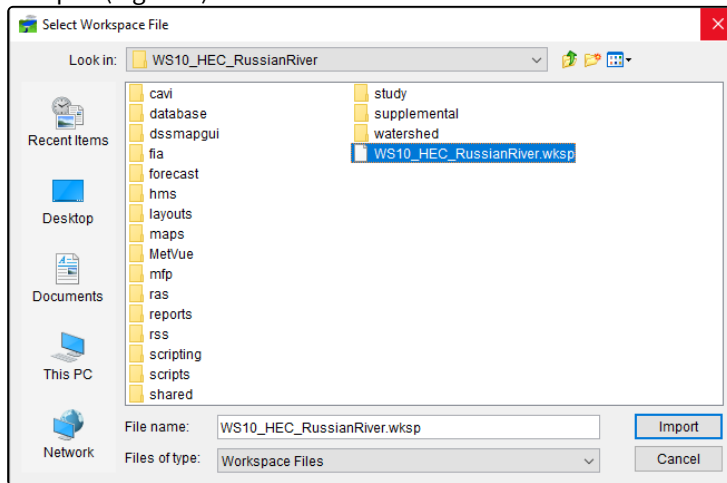 Select Workspace File
Look in: WS10_HEC_RussianRiver
Recent Items
Desktop
Documents
This PC
Network
cavi
database
dssmapgui
fia
forecast
hms
layouts
maps
MetVue
mfp
ras
reports
rss
scripting
scripts
shared
study
supplemental
watershed
WS10_HEC_RussianRiver.wksp
File name: WS10_HEC_RussianRiver.wksp
Import
Files of type: Workspace Files
Cancel